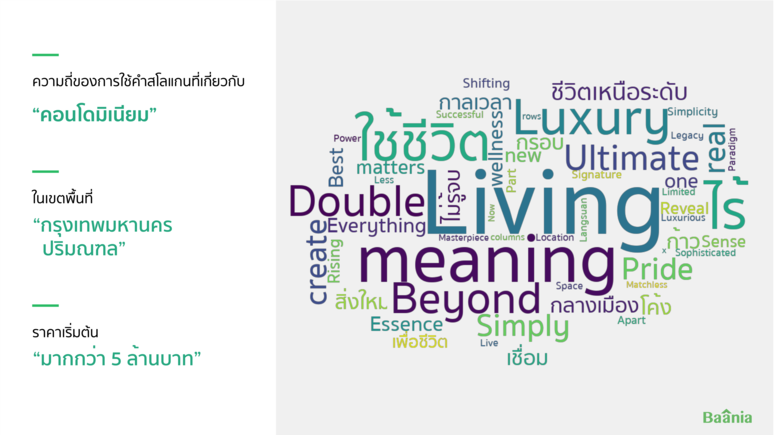 ความถี่ของการใช้คำสโลแกนที่เกี่ยวกับ
“คอนโดมิเนียม”
ในเขตพื้นที่
“กรุงเทพมหานคร
ปริมณฑล”
ราคาเริ่มต้น
“มากกว่า 5 ล้านบาท”
Shifting
ชีวิตเหนือระดับ
กาลเวลา
Successful
rows
Luxury
Simplicity
Power
ใช้ชีวิต
wellness
กรอบ
Legacy
real
Paradigm
Best
matters
new
Ultimate
Less
Part
Signature
one
Limited
ไร้
Double
Living
ไม่รู้จบ
Now
Langsuan
Reveal
Luxurious
Everything
create
Rising
Masterpiece
columns
Location
ก้าว
Sense
x
Sophisticated
meaning
Pride
Space
Matchless
สิ่งใหม่
Beyond
กลางเมือง
โค้ง
Essence
Simply
Apart
เพื่อชีวิต
Live
เชื่อม
Baania